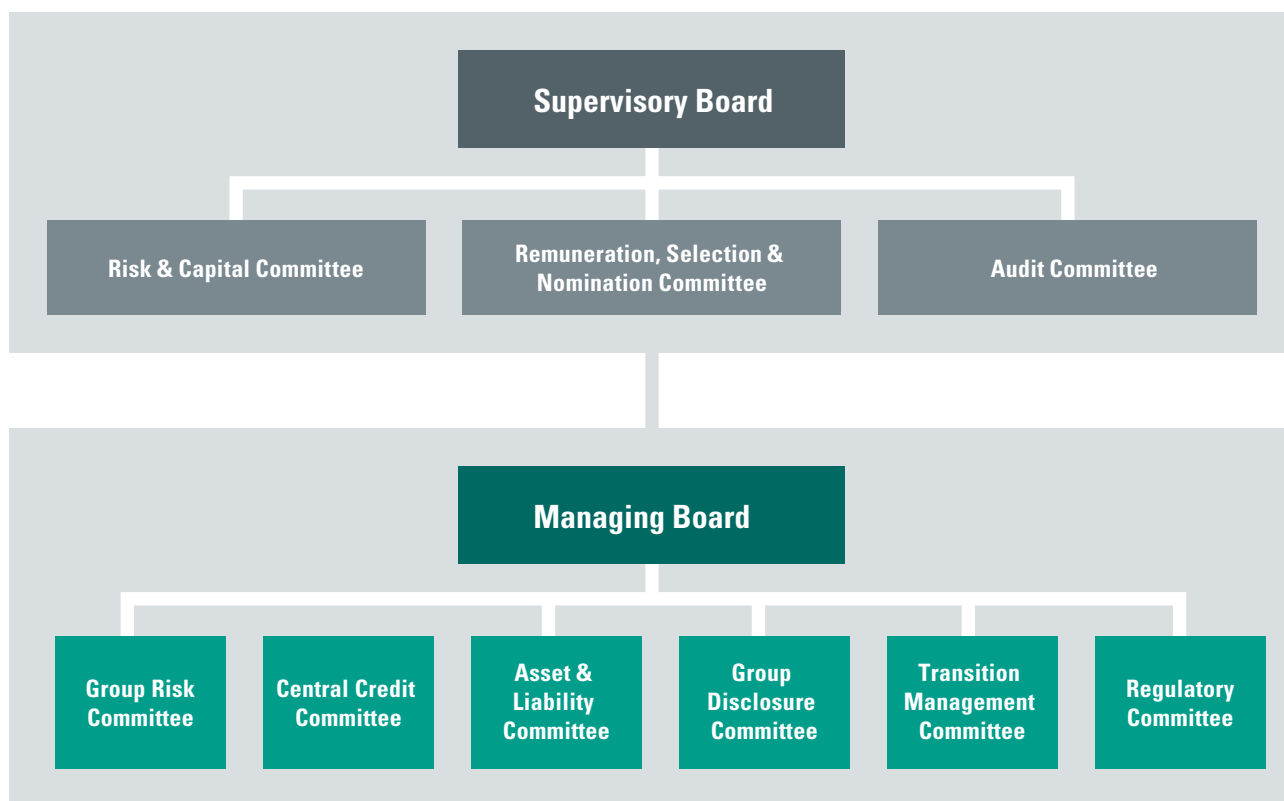 Supervisory Board
Risk & Capital Committee
Remuneration, Selection &
Nomination Committee
Audit Committee
Managing Board
Group Risk
Committee
Central Credit
Committee
Asset &
Liability
Committee
Group
Disclosure
Committee
Transition
Management
Committee
Regulatory
Committee